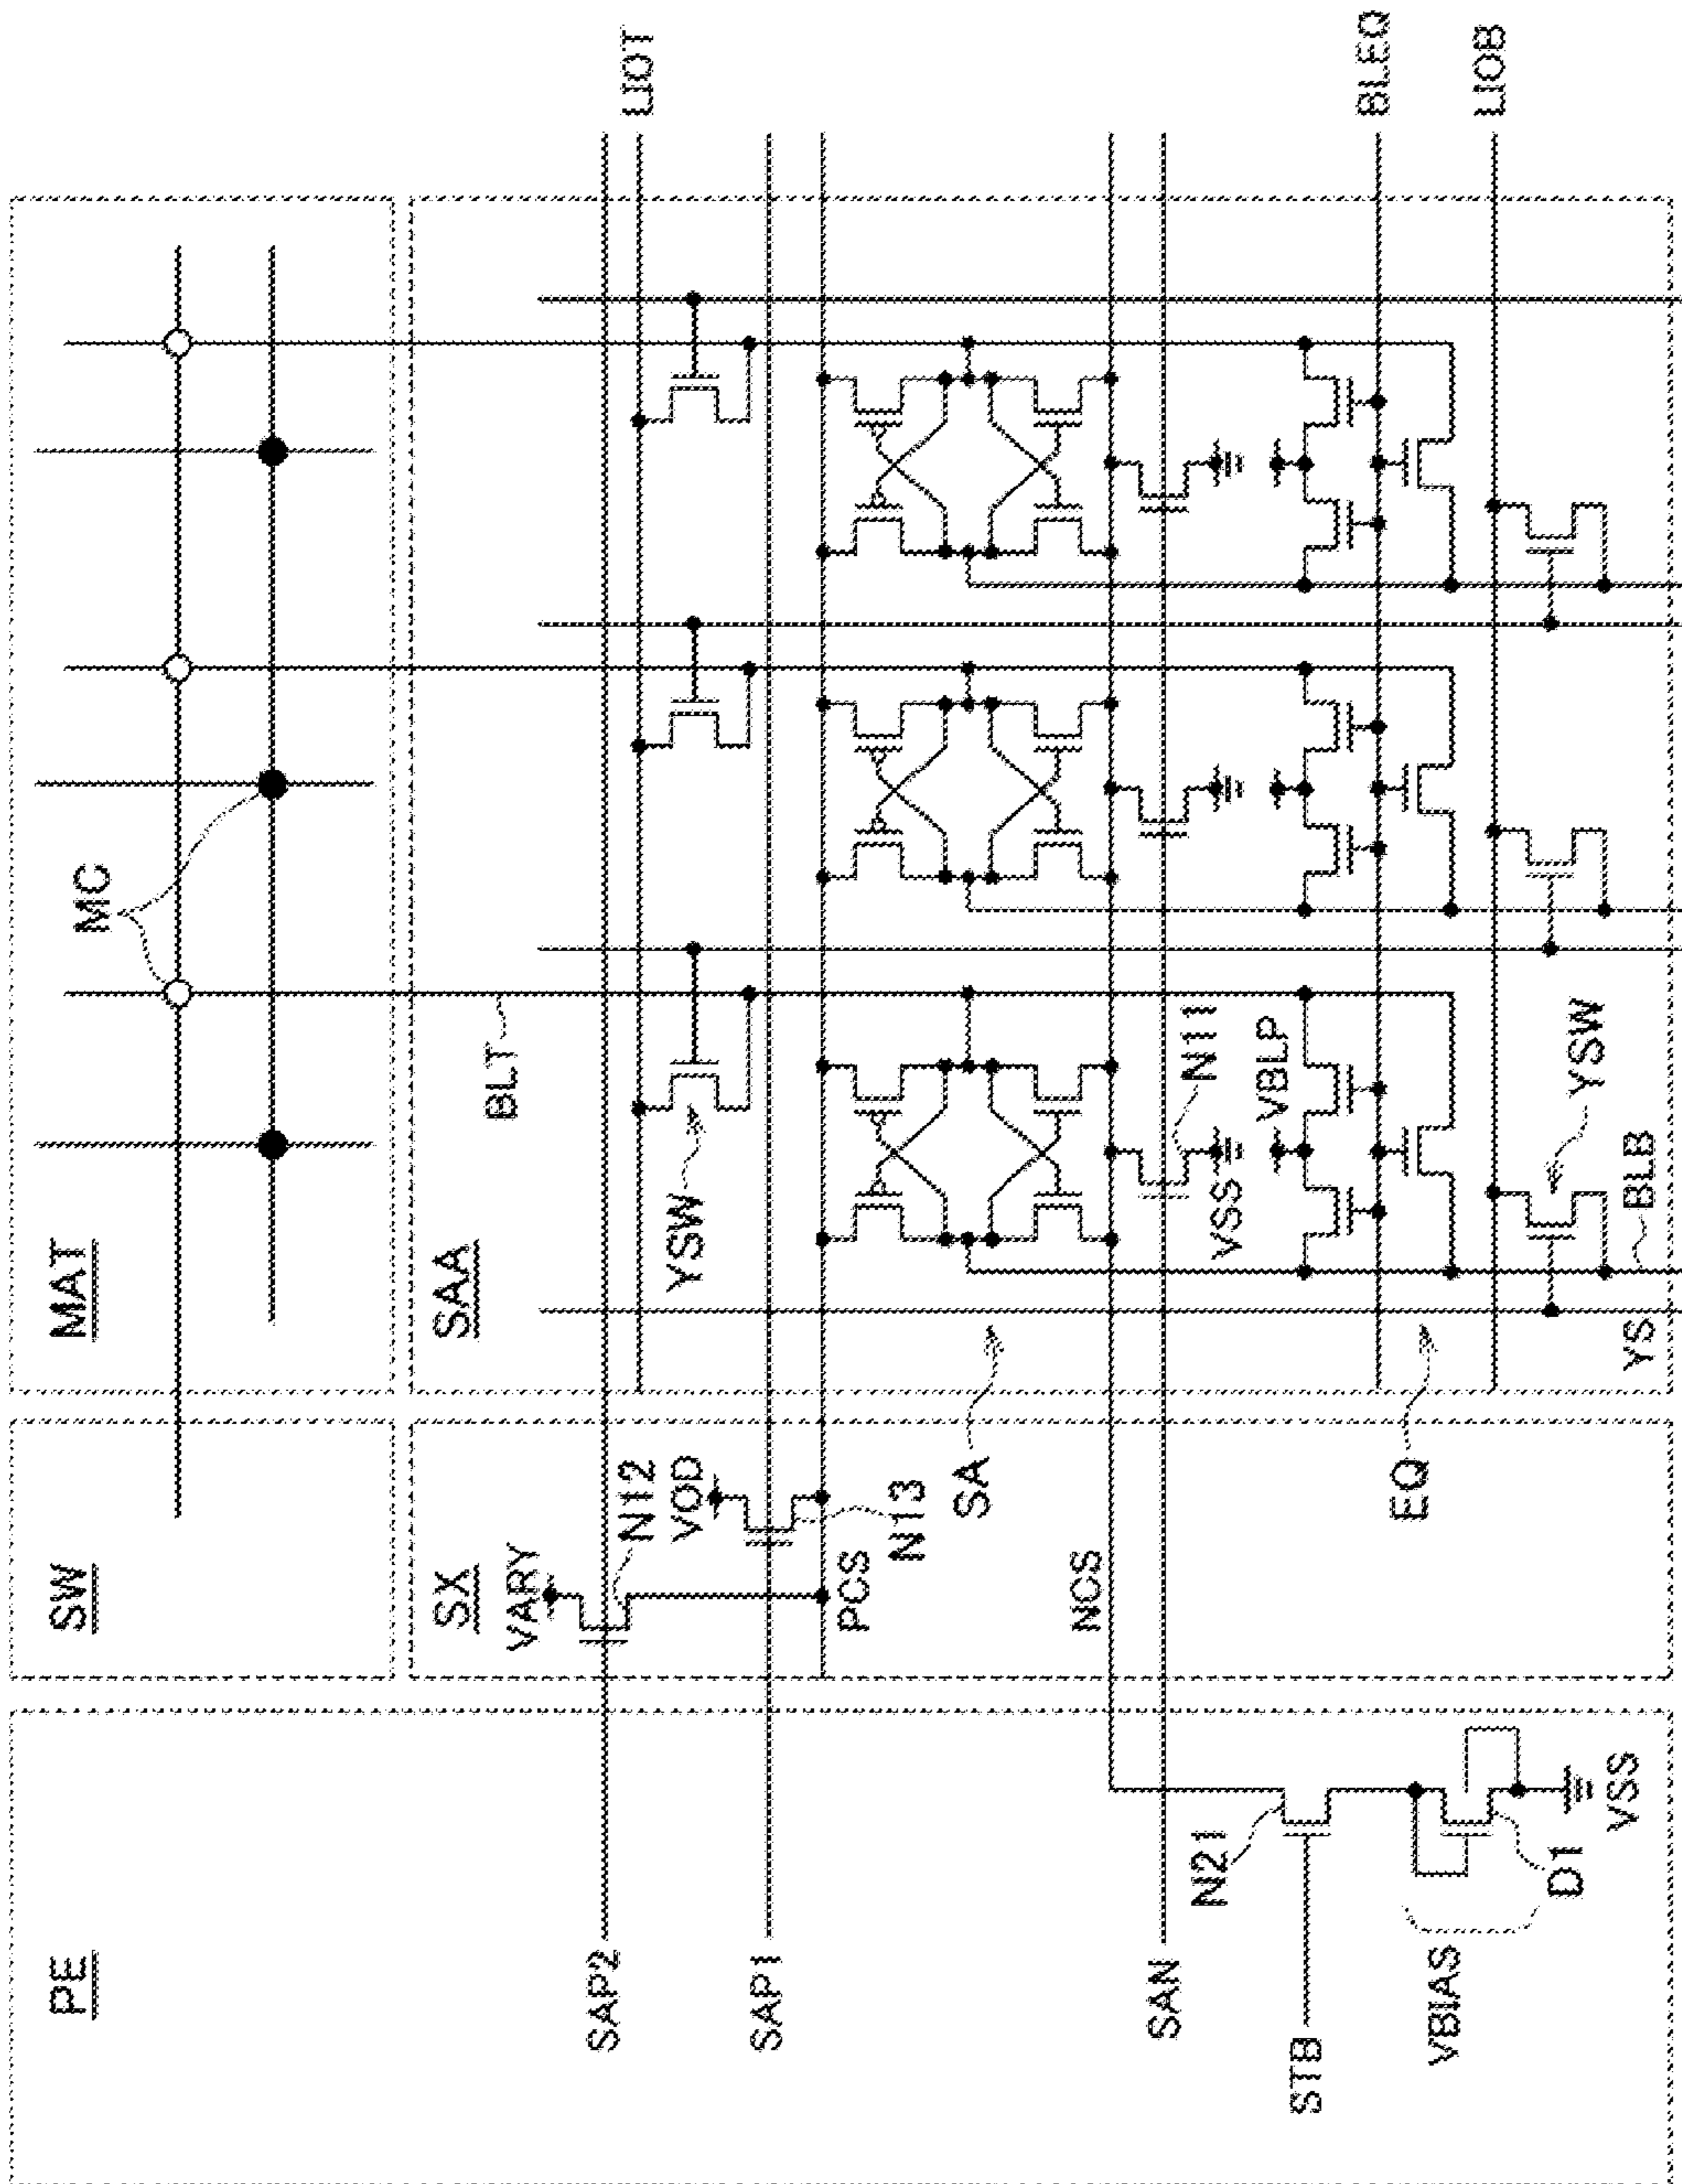 PE
SW
MAT
MC
SX
SAA
VARY
N12
VOD
N13
BLT
YSW
LIOT
SAP2
SAP1
PCS
SA
NCS
SAN
N11
VSS
VBLP
N21
STB
VBIAS
D1
VSS
EQ
YS
BLB
YSW
BLEQ
LIOB